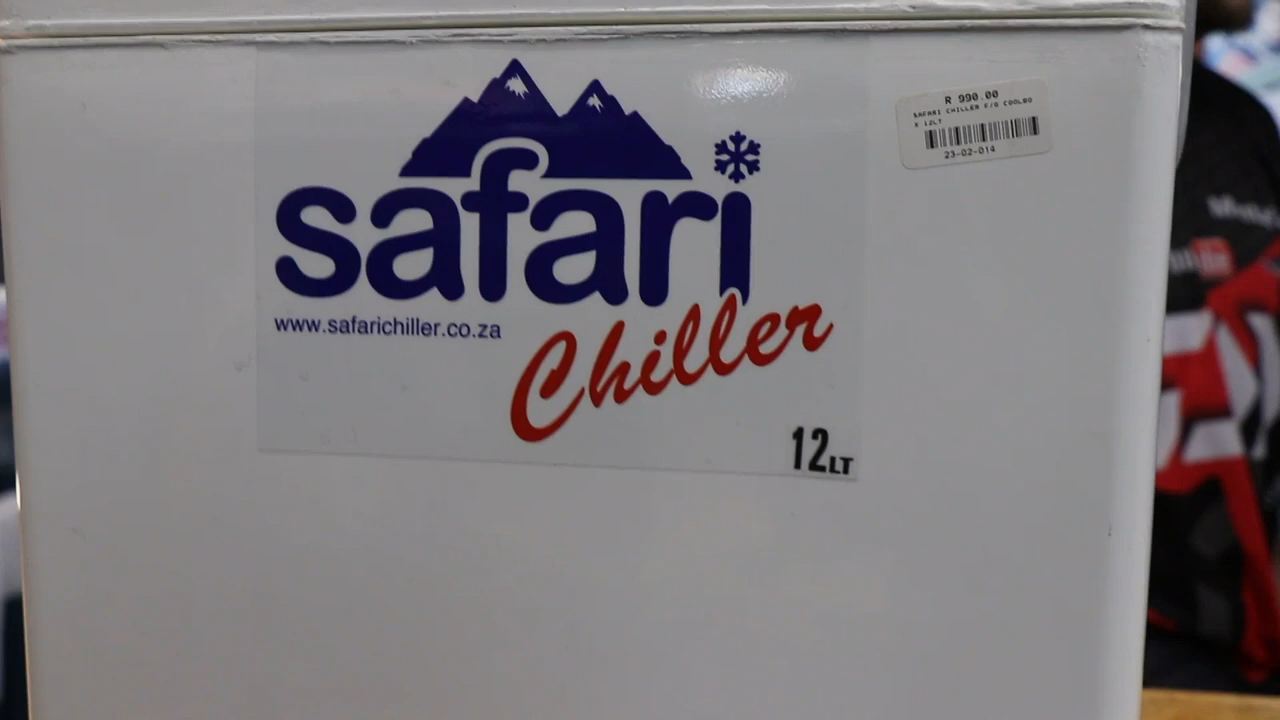 safari
www.safarichiller.co.za
Chiller
12LT
R 990.00
SAFARI CHILLER F/G COOLBO
X 12LT
23-02-014